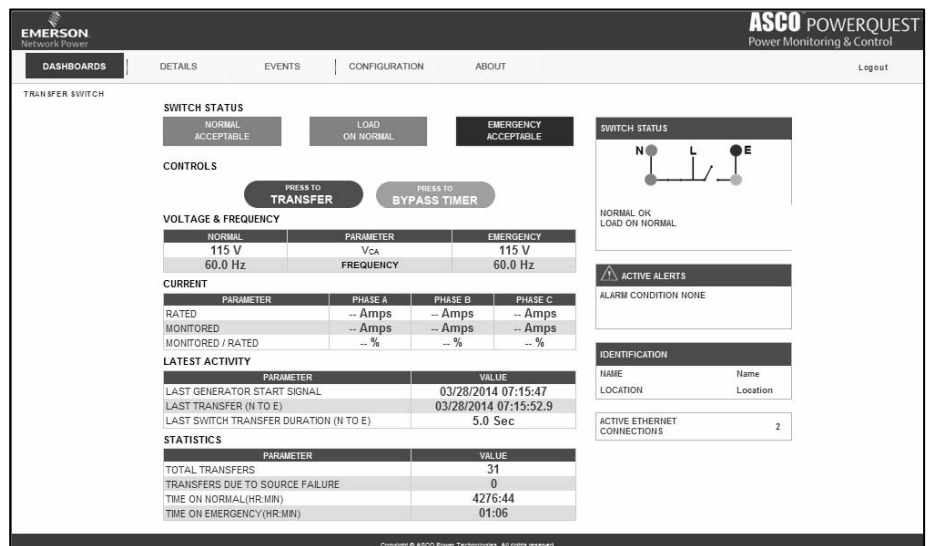 EMERSON
Network Power
ASCO POWERQUEST
Power Monitoring & Control
DASHBOARDS DETAILS EVENTS CONFIGURATION ABOUT Logout
TRANSFER SWITCH
SWITCH STATUS
NORMAL
ACCEPTABLE
LOAD
ON NORMAL
EMERGENCY
ACCEPTABLE
CONTROLS
PRESS TO
TRANSFER
PRESS TO
BYPASS TIMER
VOLTAGE & FREQUENCY
NORMAL PARAMETER EMERGENCY
115 V VCA 115 V
60.0 Hz FREQUENCY 60.0 Hz
CURRENT
PARAMETER PHASE A PHASE B PHASE C
RATED -- Amps -- Amps -- Amps
MONITORED -- Amps -- Amps -- Amps
MONITORED / RATED -- % -- % -- %
LATEST ACTIVITY
PARAMETER VALUE
LAST GENERATOR START SIGNAL 03/28/2014 07:15:47
LAST TRANSFER (N TO E) 03/28/2014 07:15:52.9
LAST SWITCH TRANSFER DURATION (N TO E) 5.0 Sec
STATISTICS
PARAMETER VALUE
TOTAL TRANSFERS 31
TRANSFERS DUE TO SOURCE FAILURE 0
TIME ON NORMAL(HR:MIN) 4276:44
TIME ON EMERGENCY(HR:MIN) 01:06
SWITCH STATUS
N L E
NORMAL OK
LOAD ON NORMAL
ACTIVE ALERTS
ALARM CONDITION NONE
IDENTIFICATION
NAME Name
LOCATION Location
ACTIVE ETHERNET
CONNECTIONS 2
Copyright © ASCO Power Technologies. All rights reserved.